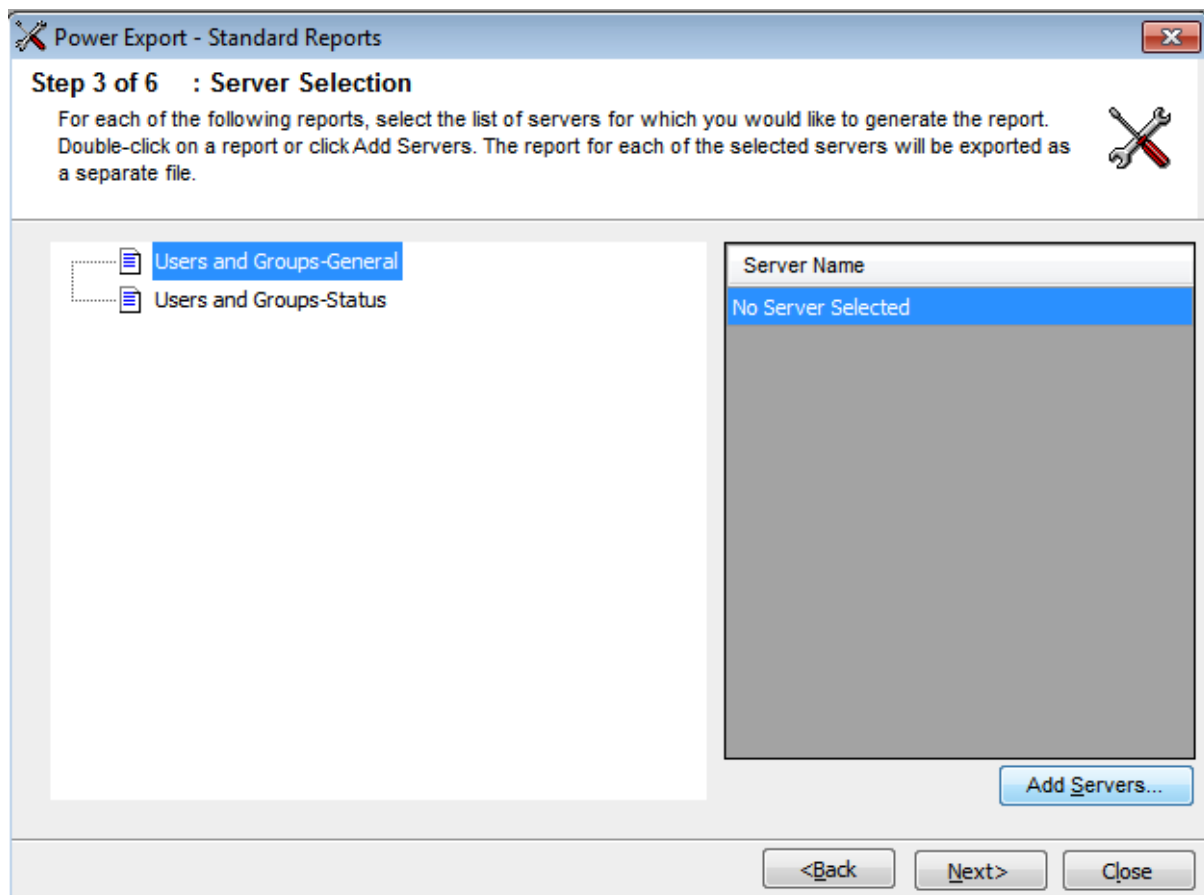 Power Export - Standard Reports
Step 3 of 6 : Server Selection
For each of the following reports, select the list of servers for which you would like to generate the report.
Double-click on a report or click Add Servers. The report for each of the selected servers will be exported as
a separate file.
Users and Groups-General
Users and Groups-Status
Server Name
No Server Selected
Add Servers...
<Back
Next>
Close